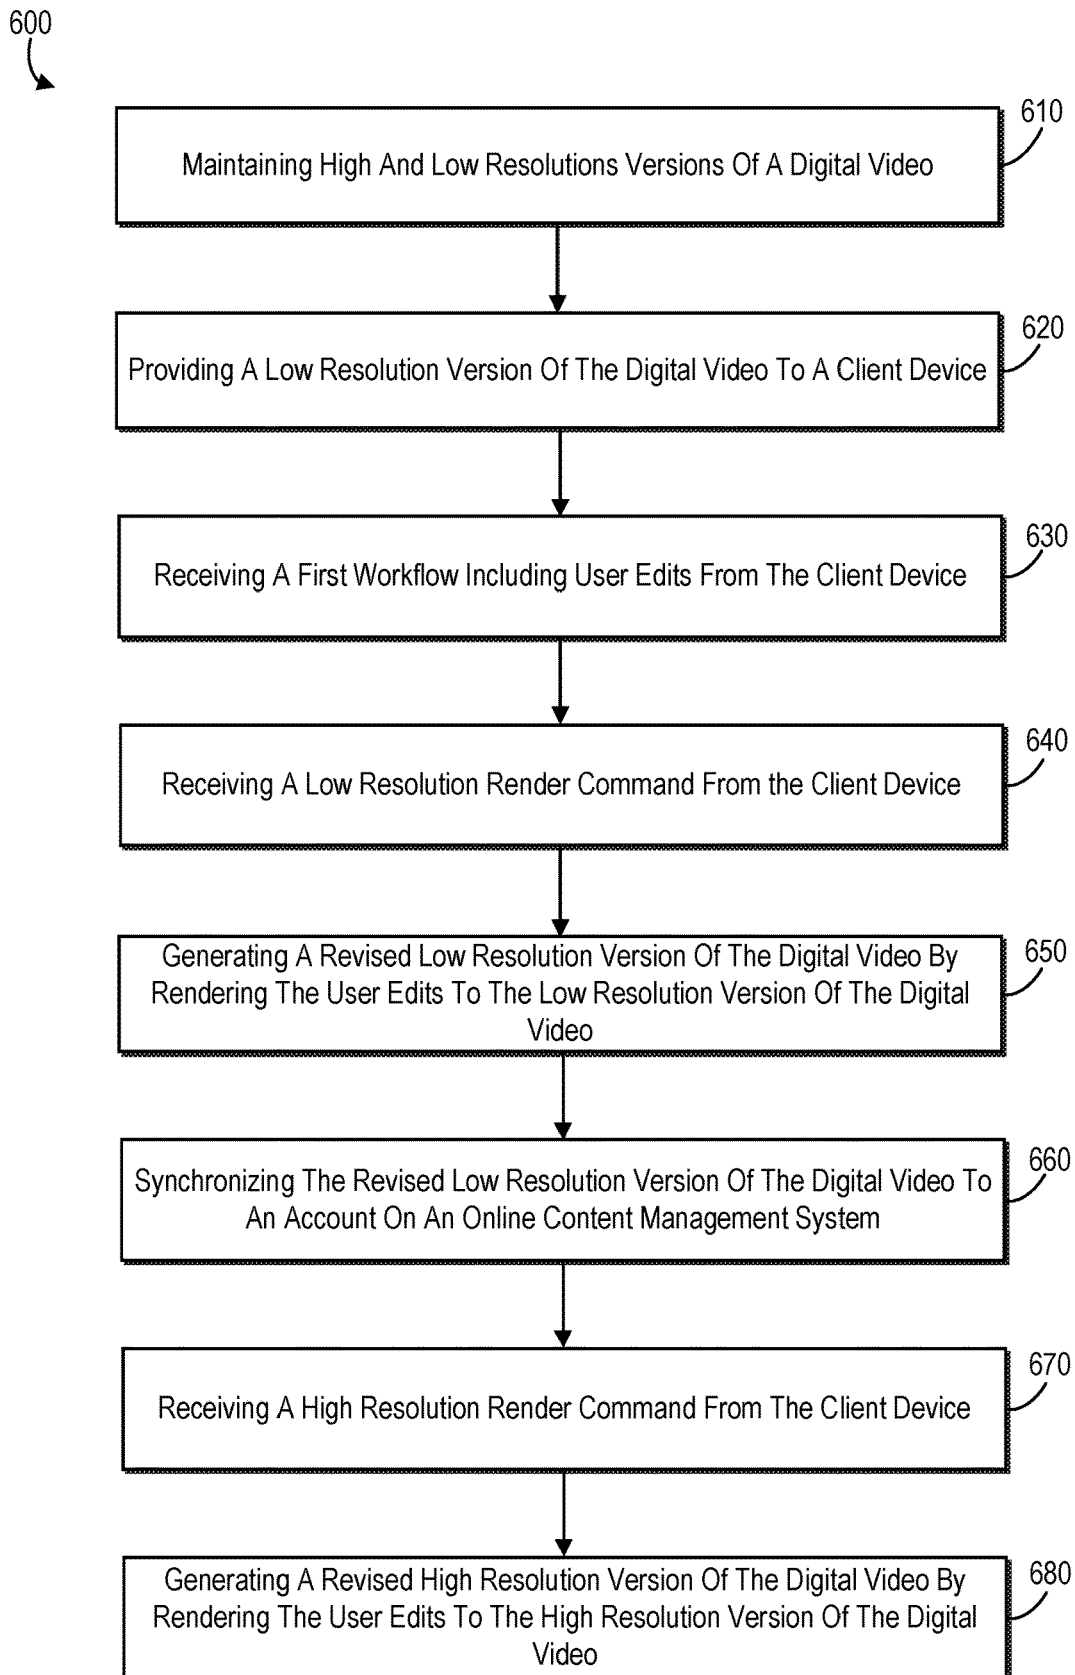 600
610
Maintaining High And Low Resolutions Versions Of A Digital Video
620
Providing A Low Resolution Version Of The Digital Video To A Client Device
630
Receiving A First Workflow Including User Edits From The Client Device
640
Receiving A Low Resolution Render Command From the Client Device
650
Generating A Revised Low Resolution Version Of The Digital Video By
Rendering The User Edits To The Low Resolution Version Of The Digital
Video
660
Synchronizing The Revised Low Resolution Version Of The Digital Video To
An Account On An Online Content Management System
670
Receiving A High Resolution Render Command From The Client Device
680
Generating A Revised High Resolution Version Of The Digital Video By
Rendering The User Edits To The High Resolution Version Of The Digital
Video